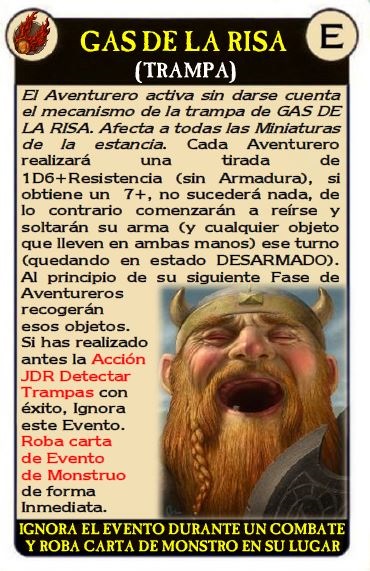 GAS DE LA RISA
E
(TRAMPA)
El Aventurero activa sin darse cuenta
el mecanismo de la trampa de GAS DE
LA RISA. Afecta a todas las Miniaturas
de la estancia. Cada Aventurero
realizará una tirada de
1D6+Resistencia (sin Armadura), si
obtiene un 7+, no sucederá nada, de
lo contrario comenzarán a reírse y
soltarán su arma (y cualquier objeto
que lleven en ambas manos) ese turno
(quedando en estado DESARMADO).
Al principio de su siguiente Fase de
Aventureros
recogerán
esos objetos.
Si has realizado
antes la Acción
JDR Detectar
Trampas con
éxito, Ignora
este Evento.
Roba carta
de Evento
de Monstruo
de forma
Inmediata.
IGNORA EL EVENTO DURANTE UN COMBATE
Y ROBA CARTA DE MONSTRO EN SU LUGAR